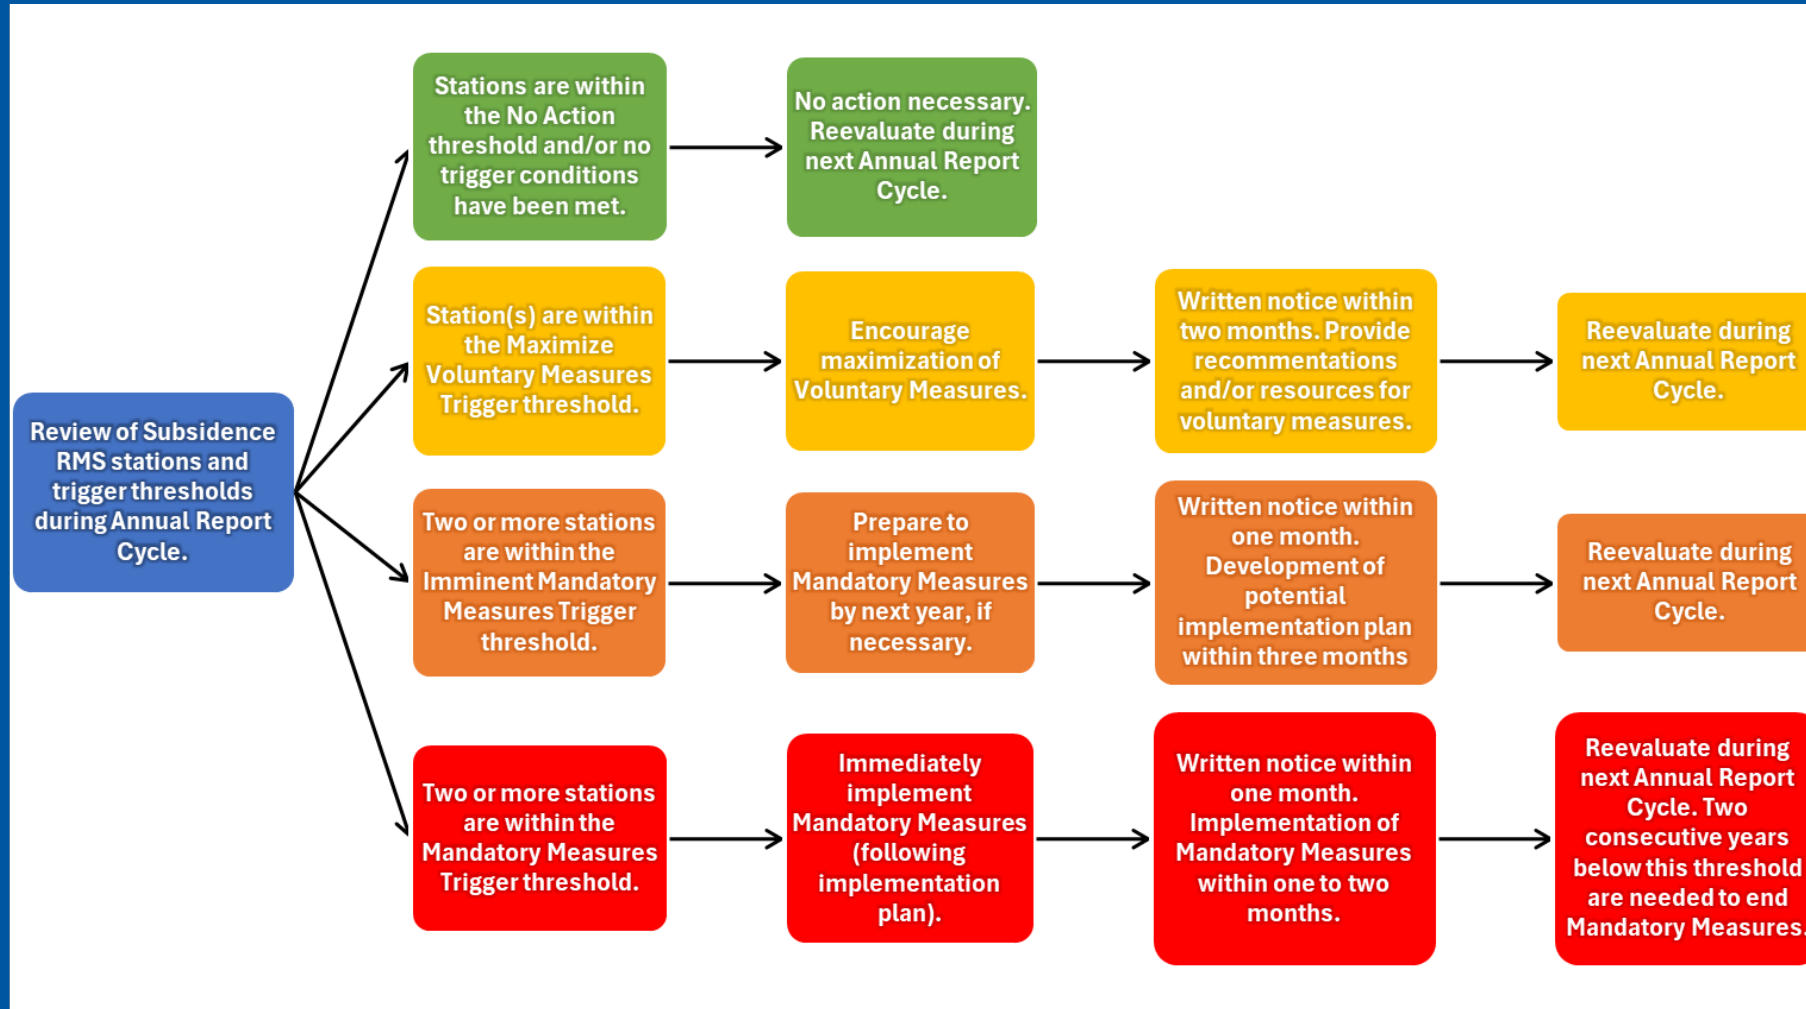 Stations are within
the No Action
threshold and/or no
trigger conditions
have been met.
No action necessary.
Reevaluate during
next Annual Report
Cycle.
Station(s) are within
the Maximize
Voluntary Measures
Trigger threshold.
Encourage
maximization of
Voluntary Measures.
Written notice within
two months. Provide
recommentations
and/or resources for
voluntary measures.
Reevaluate during
next Annual Report
Cycle.
Review of Subsidence
RMS stations and
trigger thresholds
during Annual Report
Cycle.
Two or more stations
are within the
Imminent Mandatory
Measures Trigger
threshold.
Prepare to
implement
Mandatory Measures
by next year, if
necessary.
Written notice within
one month.
Development of
potential
implementation plan
within three months
Reevaluate during
next Annual Report
Cycle.
Two or more stations
are within the
Mandatory Measures
Trigger threshold.
Immediately
implement
Mandatory Measures
(following
implementation
plan).
Written notice within
one month.
Implementation of
Mandatory Measures
within one to two
months.
Reevaluate during
next Annual Report
Cycle. Two
consecutive years
below this threshold
are needed to end
Mandatory Measures.